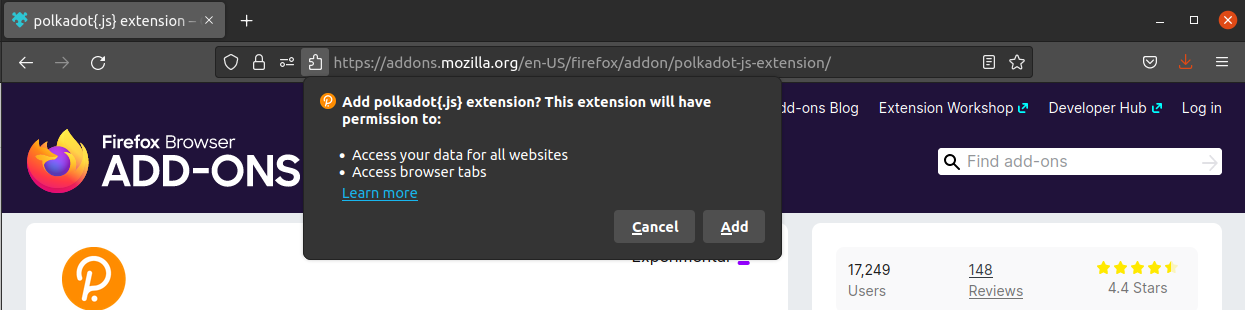 polkadot{.js} extension –
https://addons.mozilla.org/en-US/firefox/addon/polkadot-js-extension/
Add polkadot{.js} extension? This extension will have
permission to:
• Access your data for all websites
• Access browser tabs
Learn more
Cancel
Add
dd-ons Blog
Extension Workshop
Developer Hub
Log in
Firefox Browser
ADD-ONS
Find add-ons
Experimental
17,249
Users
148
Reviews
4.4 Stars